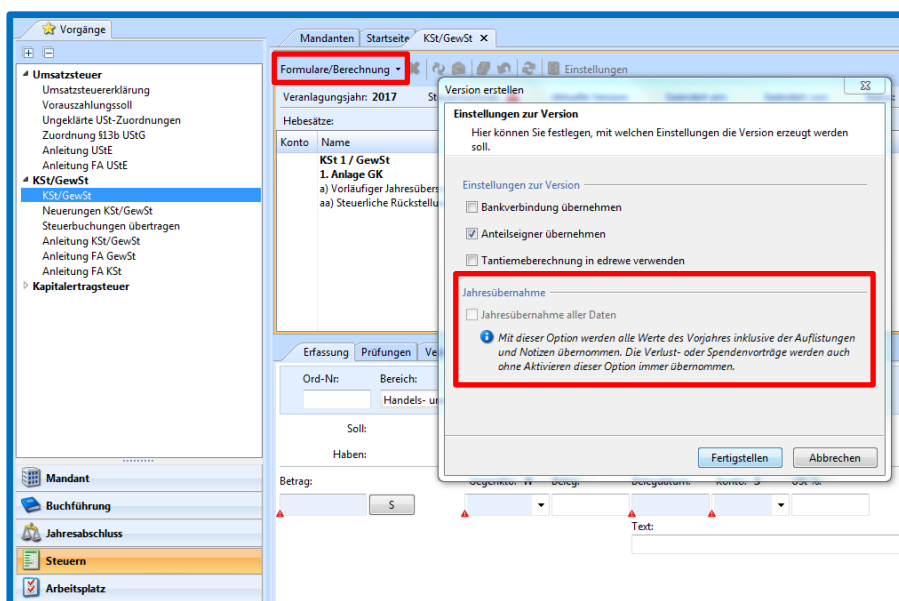 Vorgänge
Umsatzsteuer
Umsatzsteuererklärung
Vorauszahlungssoll
Ungeklärte USt-Zuordnungen
Zuordnung §13b UStG
Anleitung UStE
Anleitung FA UStE
KSt/GewSt
KSt/GewSt
Neuerungen KSt/GewSt
Steuerbuchungen übertragen
Anleitung KSt/GewSt
Anleitung FA GewSt
Anleitung FA KSt
Kapitalertragsteuer
Mandant
Buchführung
Jahresabschluss
Steuern
Arbeitsplatz
Mandanten Startseite KSt/GewSt
Formulare/Berechnung Einstellungen
Veranlagungsjahr: 2017
Hebesätze:
Konto Name
KSt 1 / GewSt
1. Anlage GK
a) Vorläufiger Jahresübers
aa) Steuerliche Rückstellu
Version erstellen
Einstellungen zur Version
Hier können Sie festlegen, mit welchen Einstellungen die Version erzeugt werden
soll.
Einstellungen zur Version
Bankverbindung übernehmen
Anteilseigner übernehmen
Tantiemeberechnung in edrewe verwenden
Jahresübernahme
Jahresübernahme aller Daten
Mit dieser Option werden alle Werte des Vorjahres inklusive der Auflistungen
und Notizen übernommen. Die Verlust- oder Spendenvorträge werden auch
ohne Aktivieren dieser Option immer übernommen.
Fertigstellen Abbrechen
Erfassung Prüfungen Ve
Ord-Nr: Bereich:
Handels- un
Soll:
Haben:
Betrag:
S
Text: